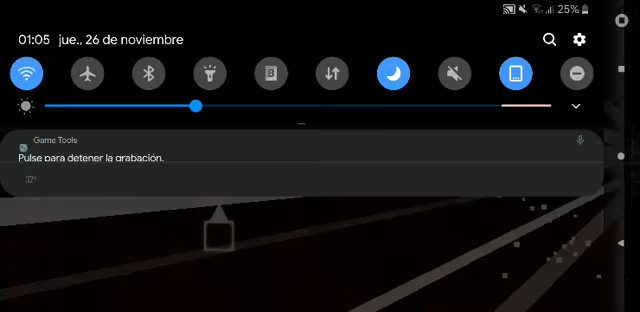 25%
01:05 jue., 26 de noviembre
B
Game Tools
Pulse para detener la grabación.